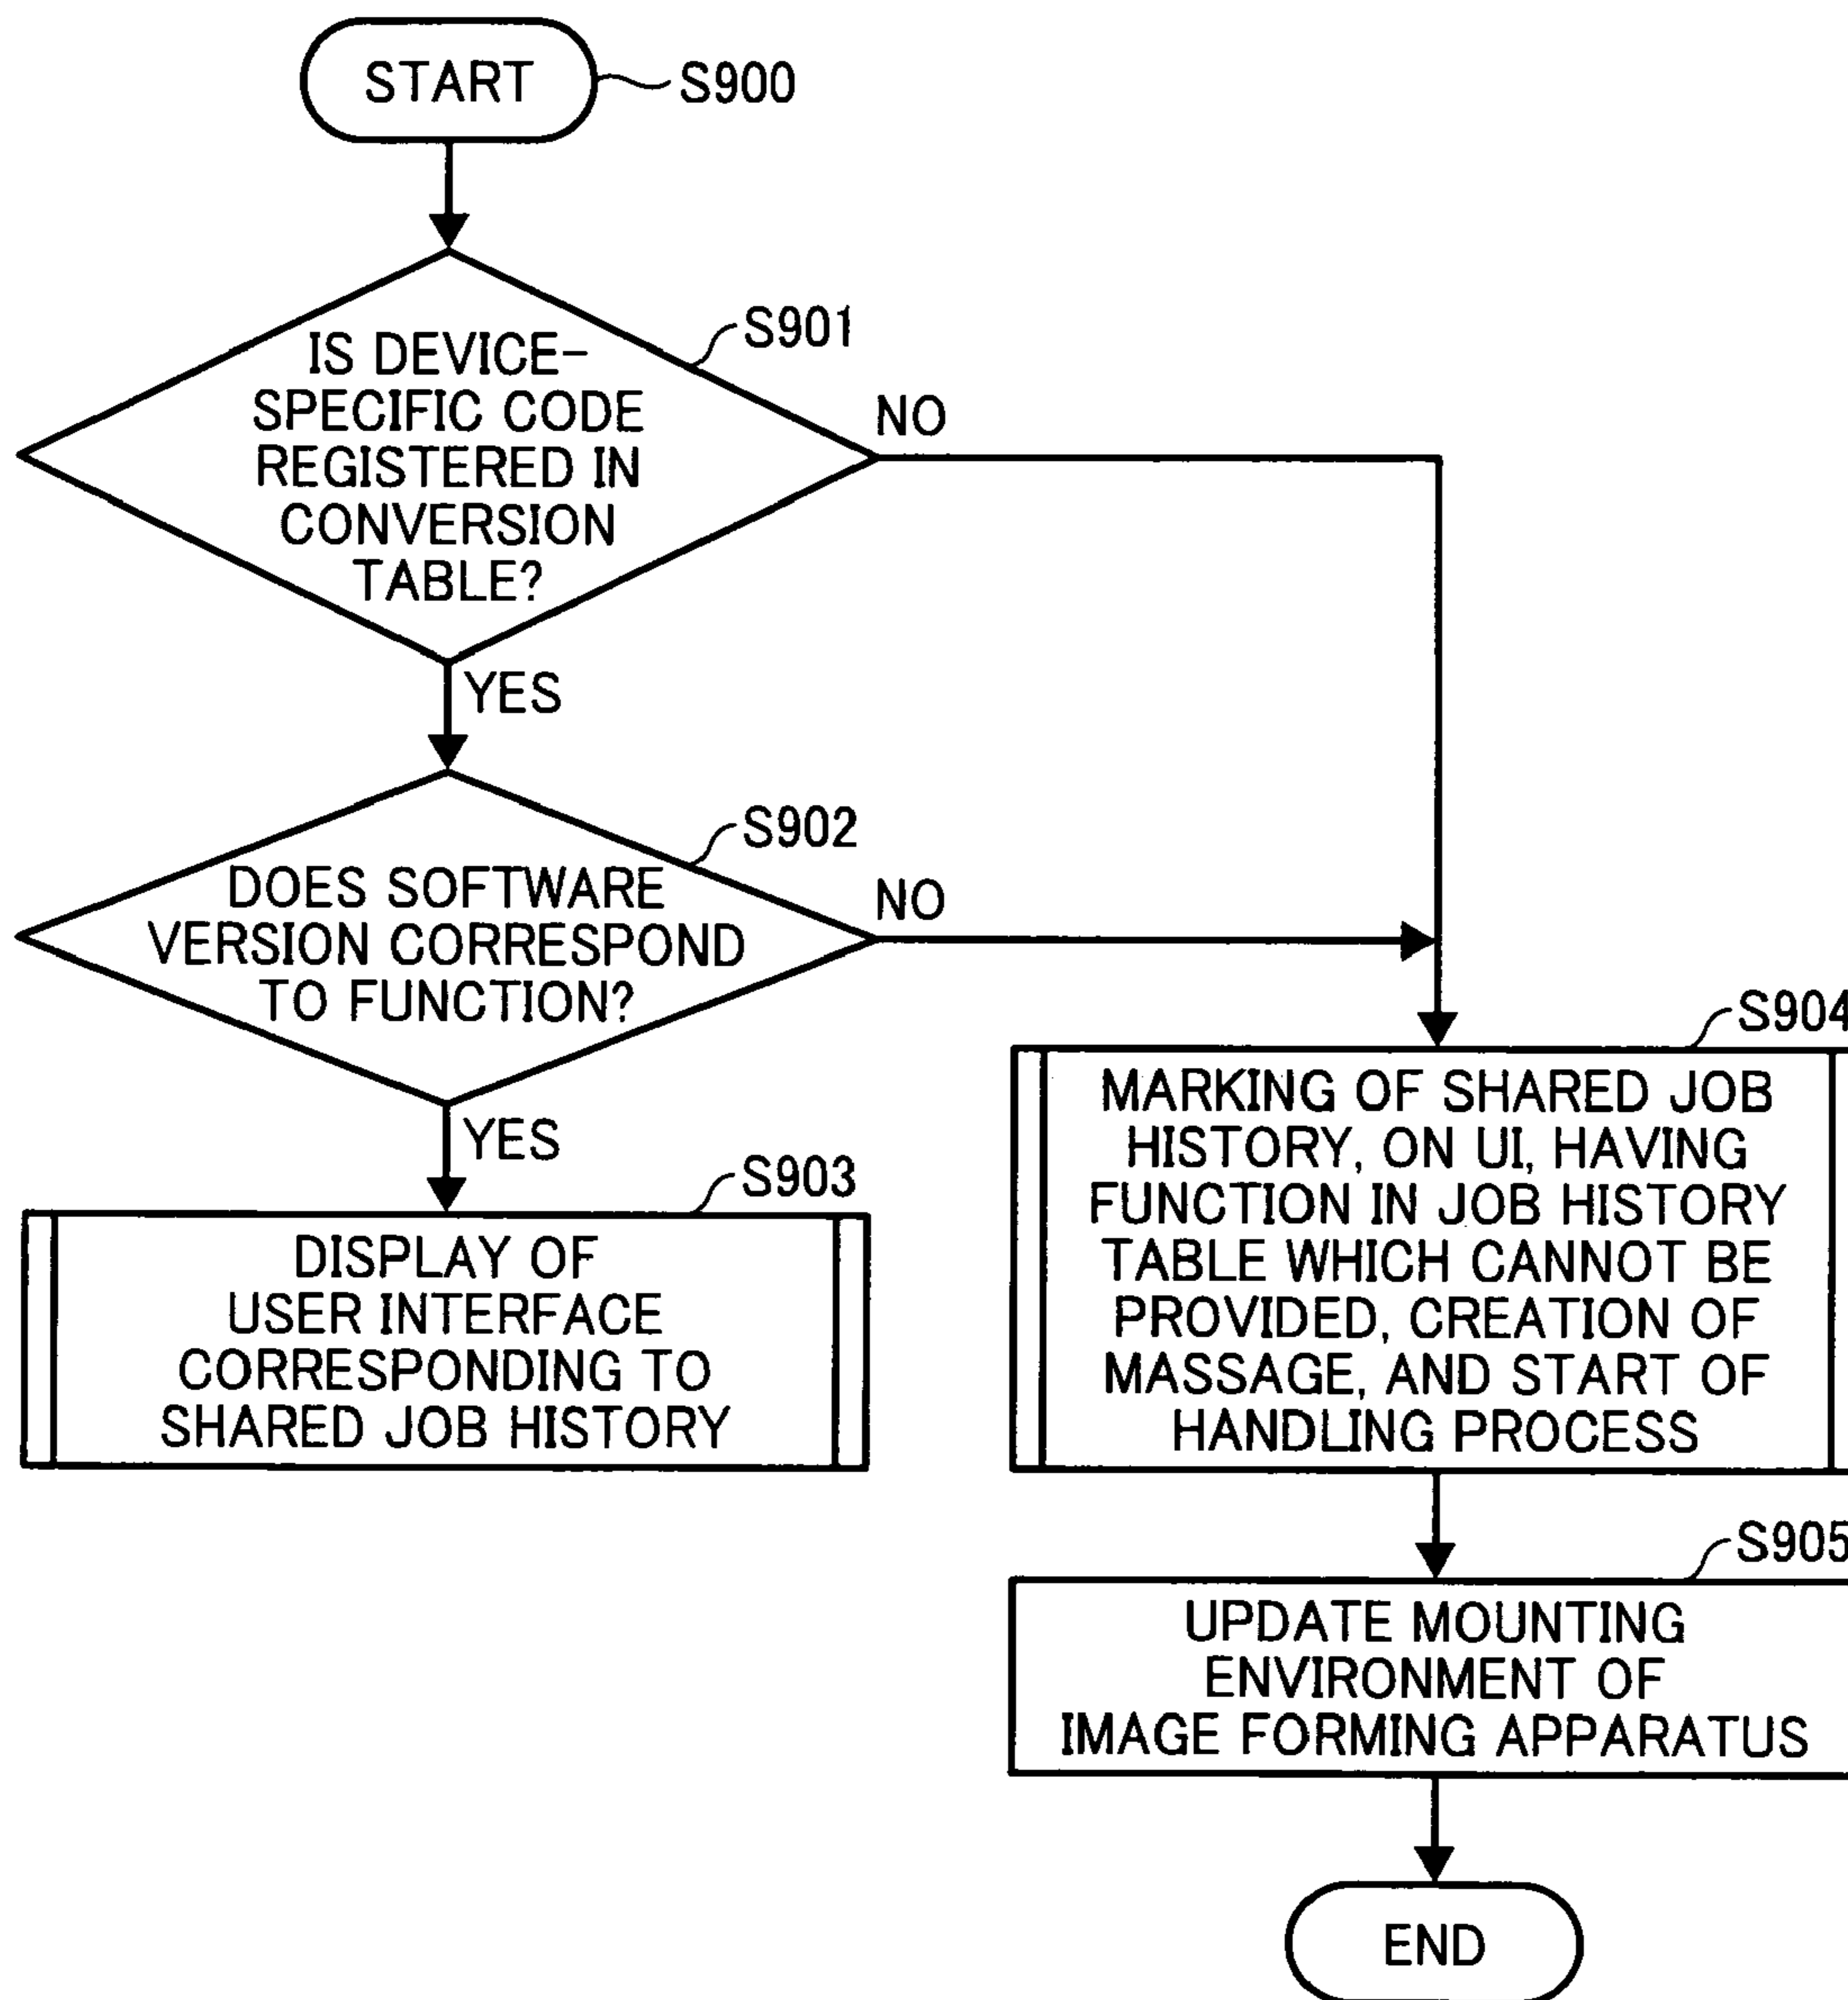 START
S900
S901
IS DEVICE-
SPECIFIC CODE
REGISTERED IN
CONVERSION
TABLE?
NO
YES
S902
DOES SOFTWARE
VERSION CORRESPOND
TO FUNCTION?
NO
YES
S903
DISPLAY OF
USER INTERFACE
CORRESPONDING TO
SHARED JOB HISTORY
S904
MARKING OF SHARED JOB
HISTORY, ON UI, HAVING
FUNCTION IN JOB HISTORY
TABLE WHICH CANNOT BE
PROVIDED, CREATION OF
MASSAGE, AND START OF
HANDLING PROCESS
S905
UPDATE MOUNTING
ENVIRONMENT OF
IMAGE FORMING APPARATUS
END